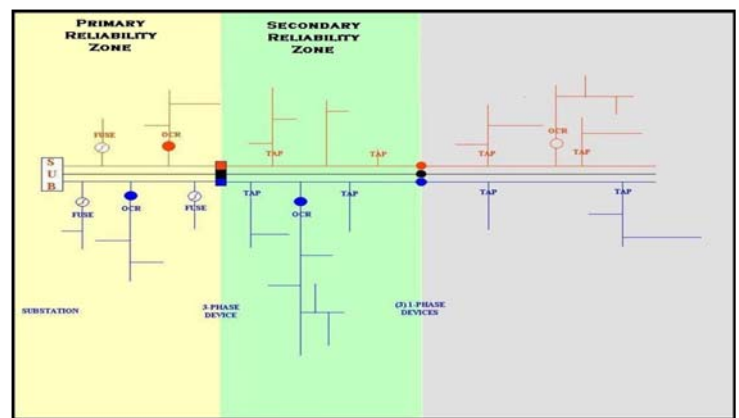 PRIMARY
RELIABILITY
ZONE
SECONDARY
RELIABILITY
ZONE
FUSE
OCR
TAP
TAP
TAP
OCR
TAP
S
U
B
FUSE
OCR
FUSE
TAP
OCR
TAP
TAP
TAP
SUBSTATION
3-PHASE
DEVICE
(3) 1-PHASE
DEVICES